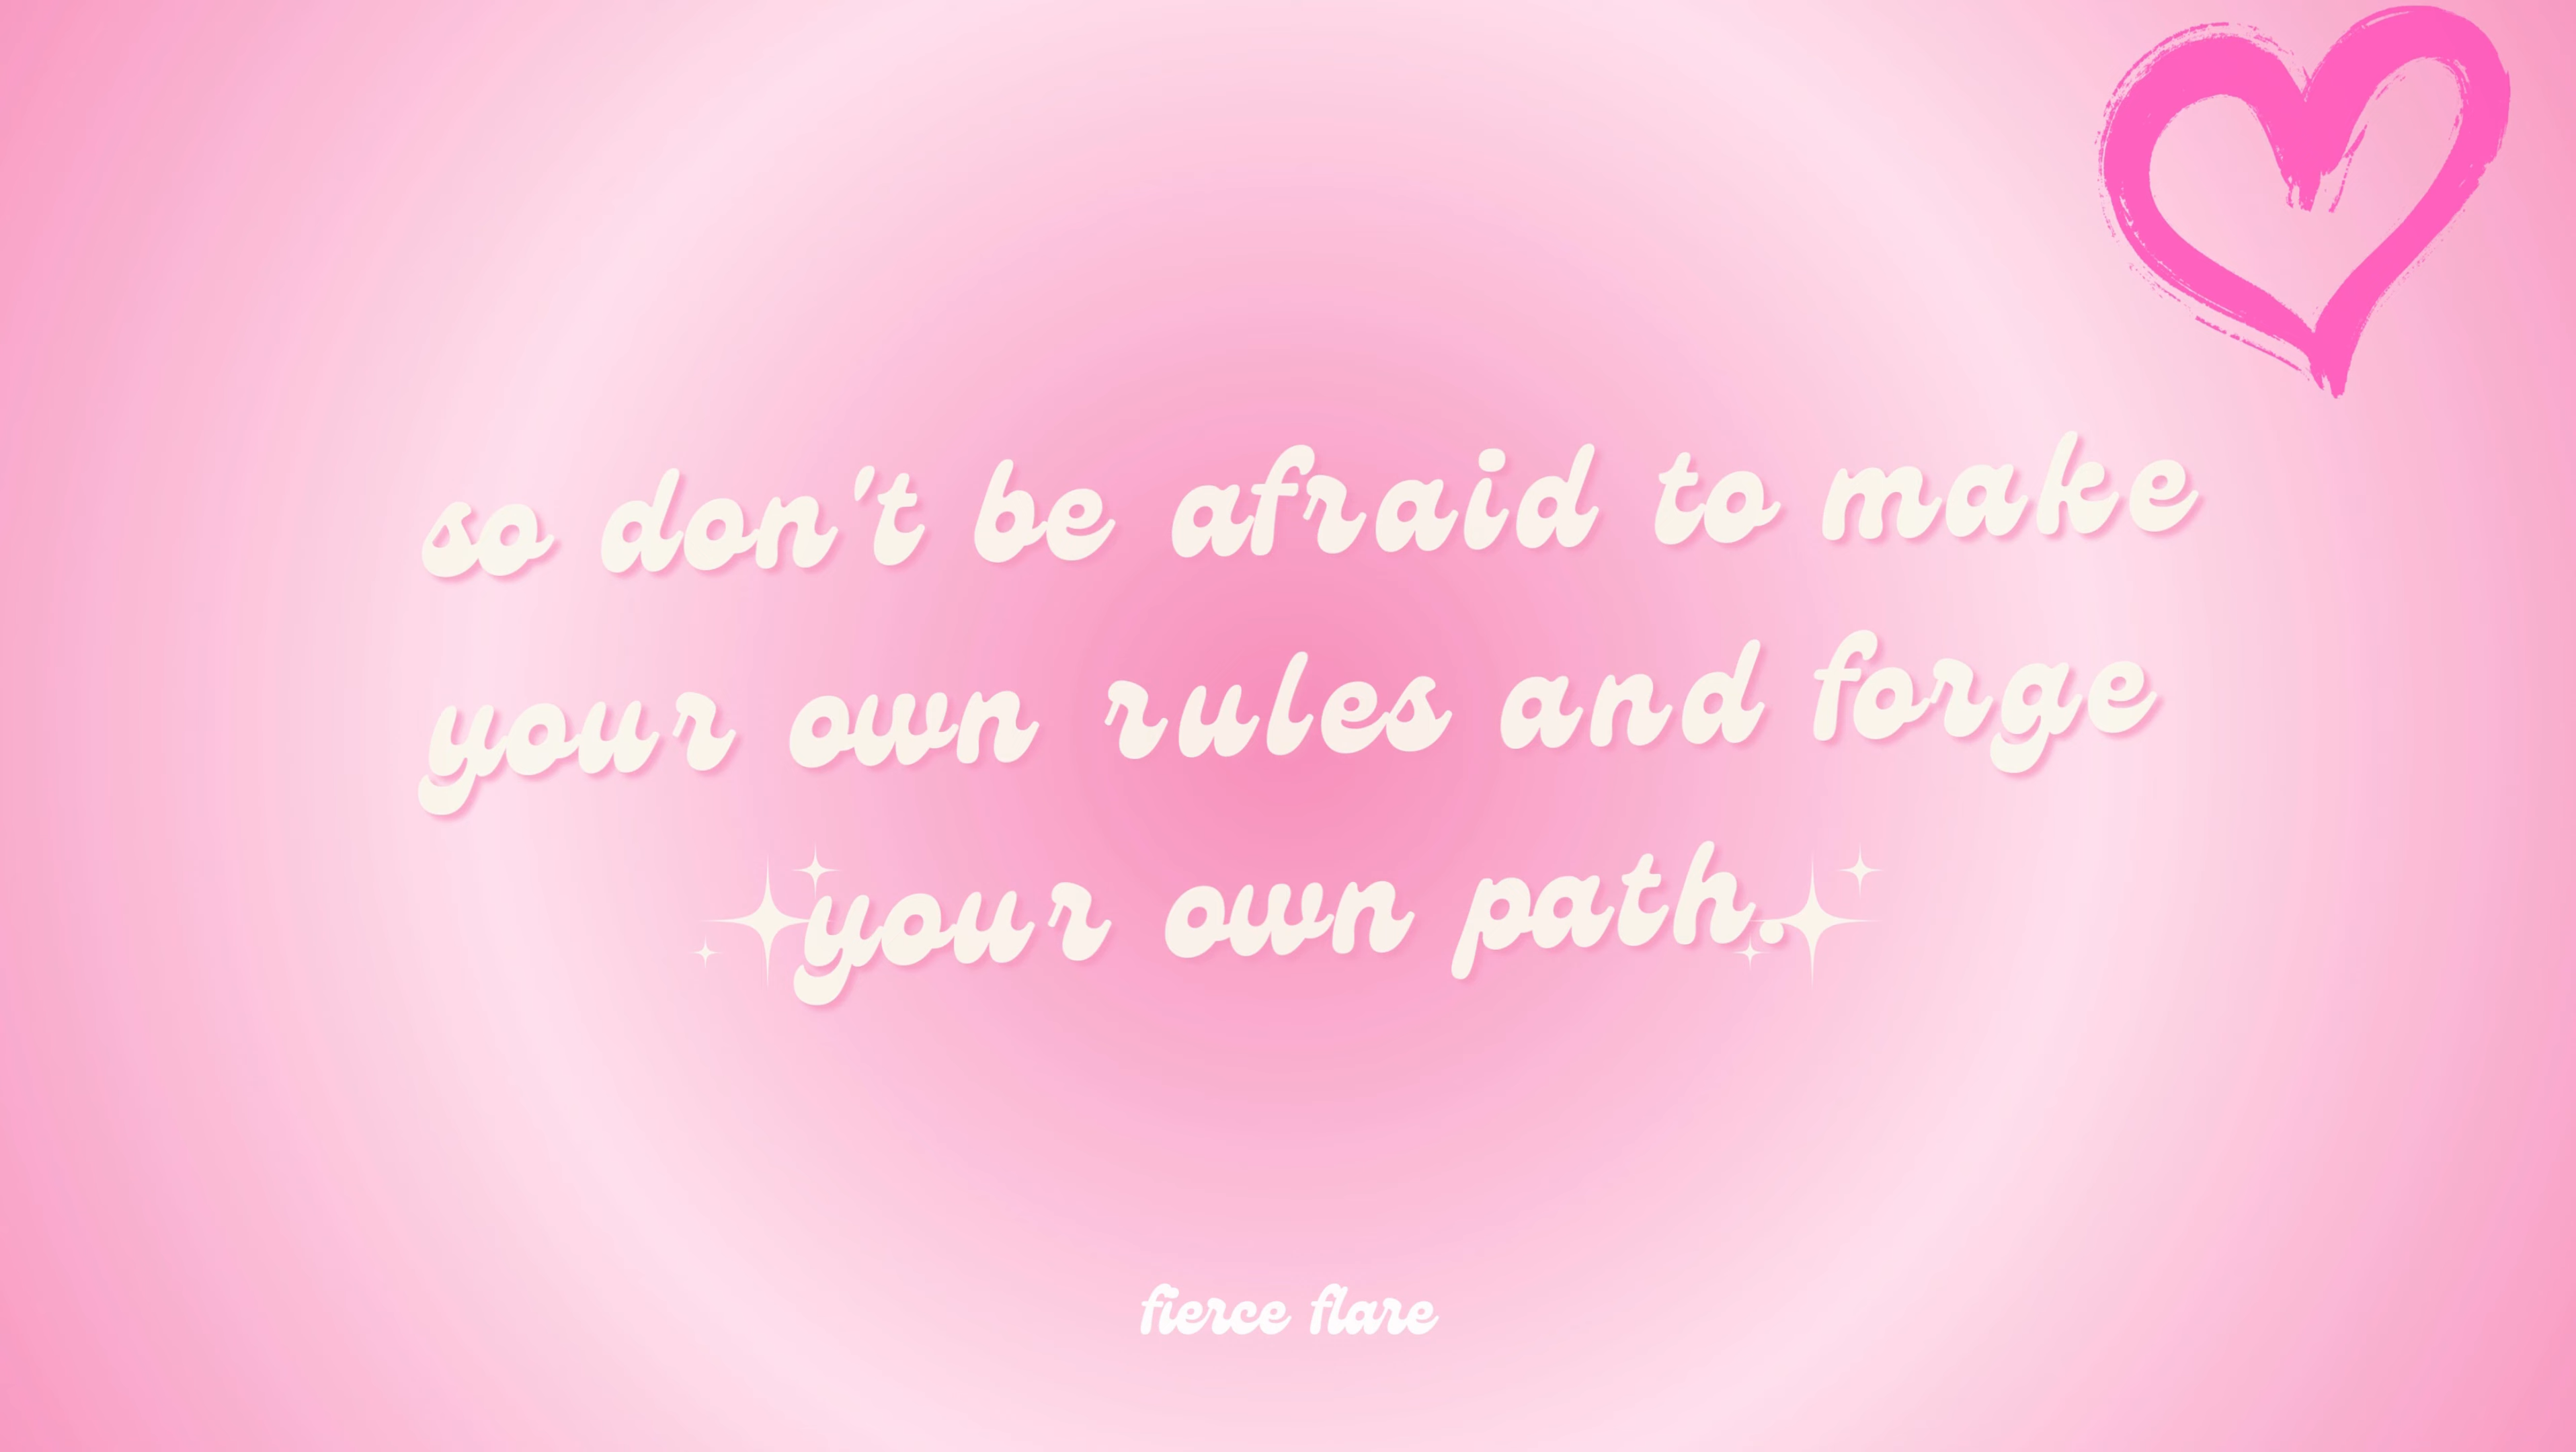 so don't be afraid to make
your own rules and forge
your own path.
fierce flare